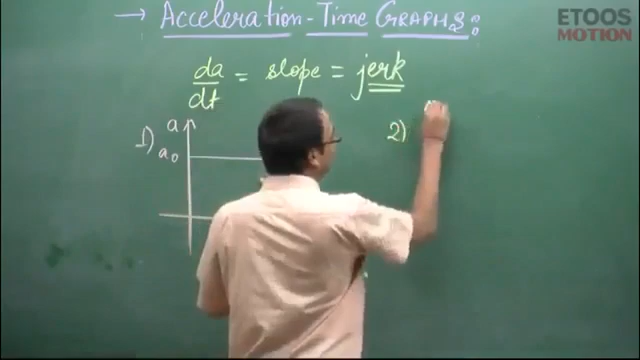 → Acceleration-Time GRAPHS:
ETOOS
MOTION
da/dt = slope = jerk
1)
a
a₀
2)